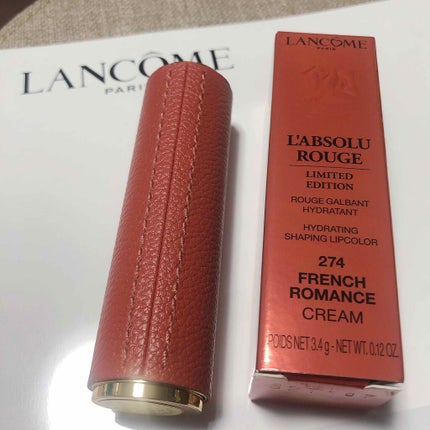 LANCÔME
PARIS
LANCÔME
PARIS
L'ABSOLU
ROUGE
LIMITED
EDITION
ROUGE GALBANT
HYDRATANT
HYDRATING
SHAPING LIPCOLOR
274
FRENCH
ROMANCE
CREAM
POIDS NET 3.4 g - NET WT. 0.12 OZ.